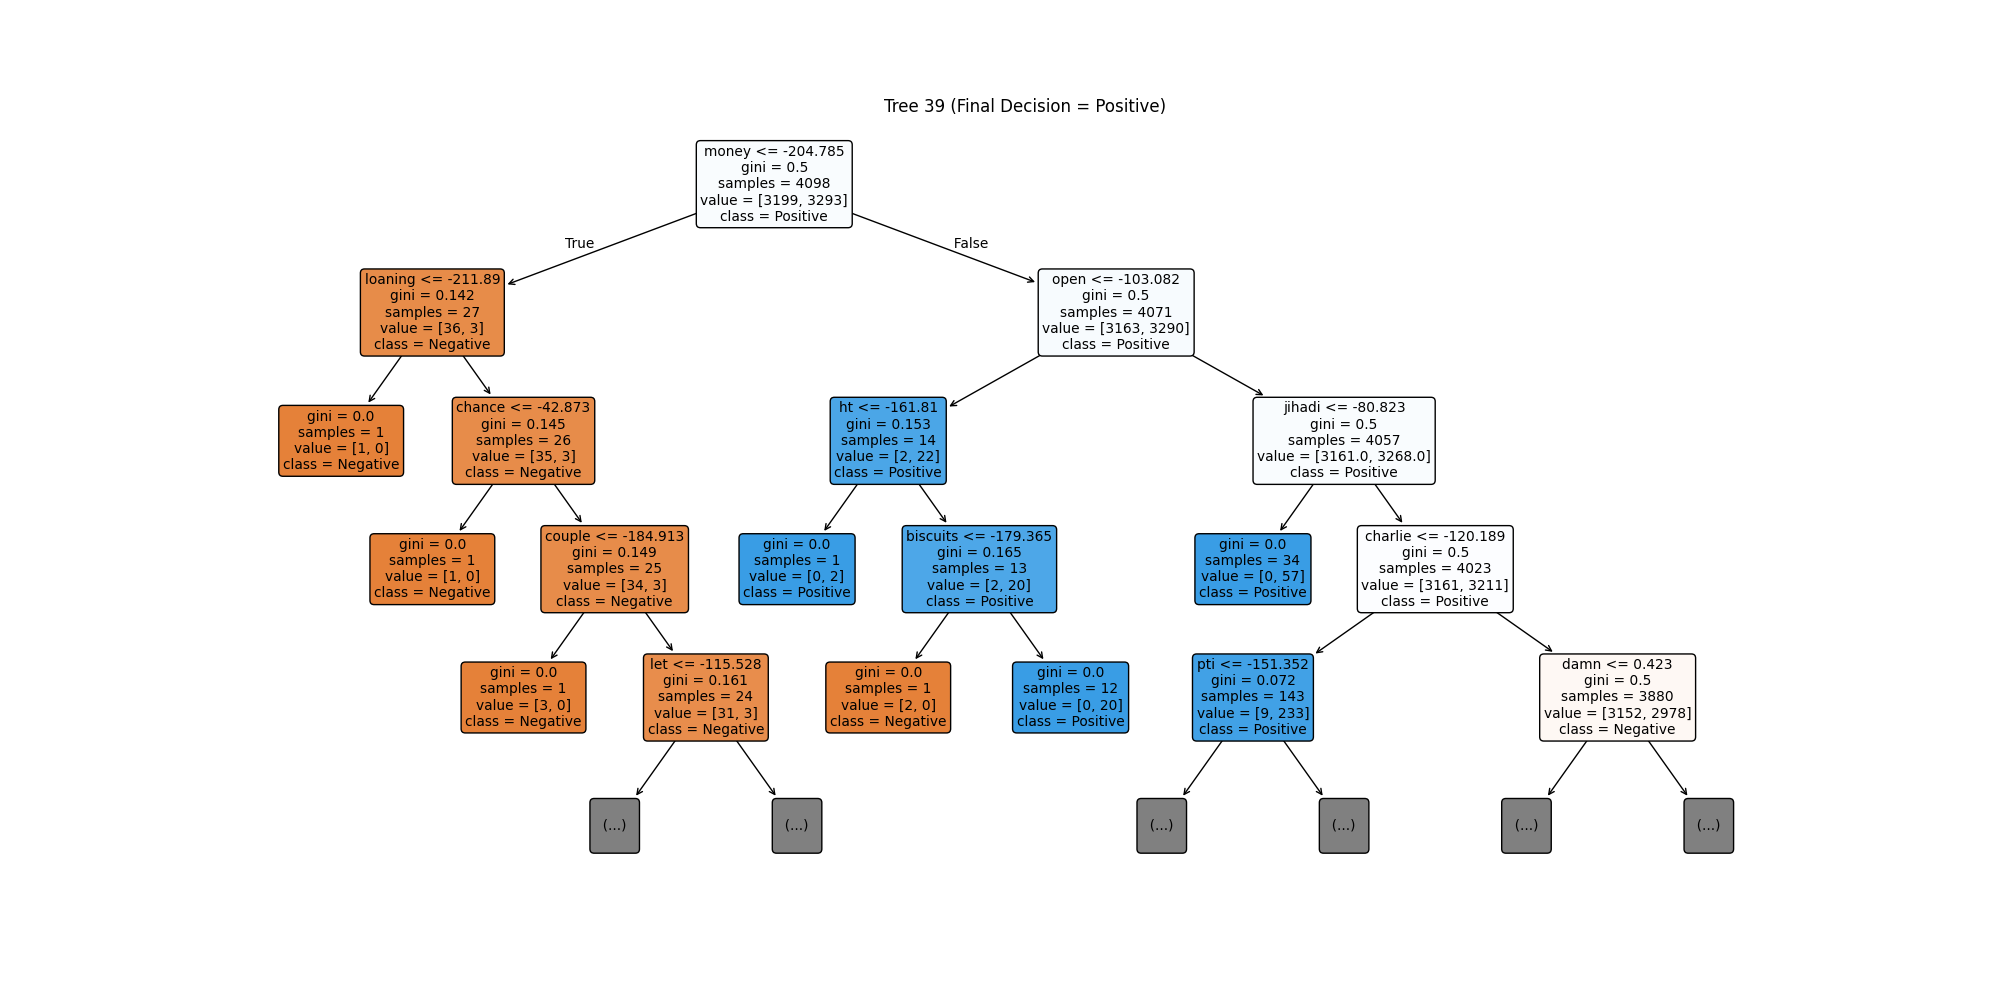 Tree 39 (Final Decision = Positive)
money <= -204.785
gini = 0.5
samples = 4098
value = [3199, 3293]
class = Positive
True
False
loaning <= -211.89
gini = 0.142
samples = 27
value = [36, 3]
class = Negative
open <= -103.082
gini = 0.5
samples = 4071
value = [3163, 3290]
class = Positive
gini = 0.0
samples = 1
value = [1, 0]
class = Negative
chance <= -42.873
gini = 0.145
samples = 26
value = [35, 3]
class = Negative
ht <= -161.81
gini = 0.153
samples = 14
value = [2, 22]
class = Positive
jihadi <= -80.823
gini = 0.5
samples = 4057
value = [3161.0, 3268.0]
class = Positive
gini = 0.0
samples = 1
value = [1, 0]
class = Negative
couple <= -184.913
gini = 0.149
samples = 25
value = [34, 3]
class = Negative
gini = 0.0
samples = 1
value = [0, 2]
class = Positive
biscuits <= -179.365
gini = 0.165
samples = 13
value = [2, 20]
class = Positive
gini = 0.0
samples = 34
value = [0, 57]
class = Positive
charlie <= -120.189
gini = 0.5
samples = 4023
value = [3161, 3211]
class = Positive
gini = 0.0
samples = 1
value = [3, 0]
class = Negative
let <= -115.528
gini = 0.161
samples = 24
value = [31, 3]
class = Negative
gini = 0.0
samples = 1
value = [2, 0]
class = Negative
gini = 0.0
samples = 12
value = [0, 20]
class = Positive
pti <= -151.352
gini = 0.072
samples = 143
value = [9, 233]
class = Positive
damn <= 0.423
gini = 0.5
samples = 3880
value = [3152, 2978]
class = Negative
(...)
(...)
(...)
(...)
(...)
(...)